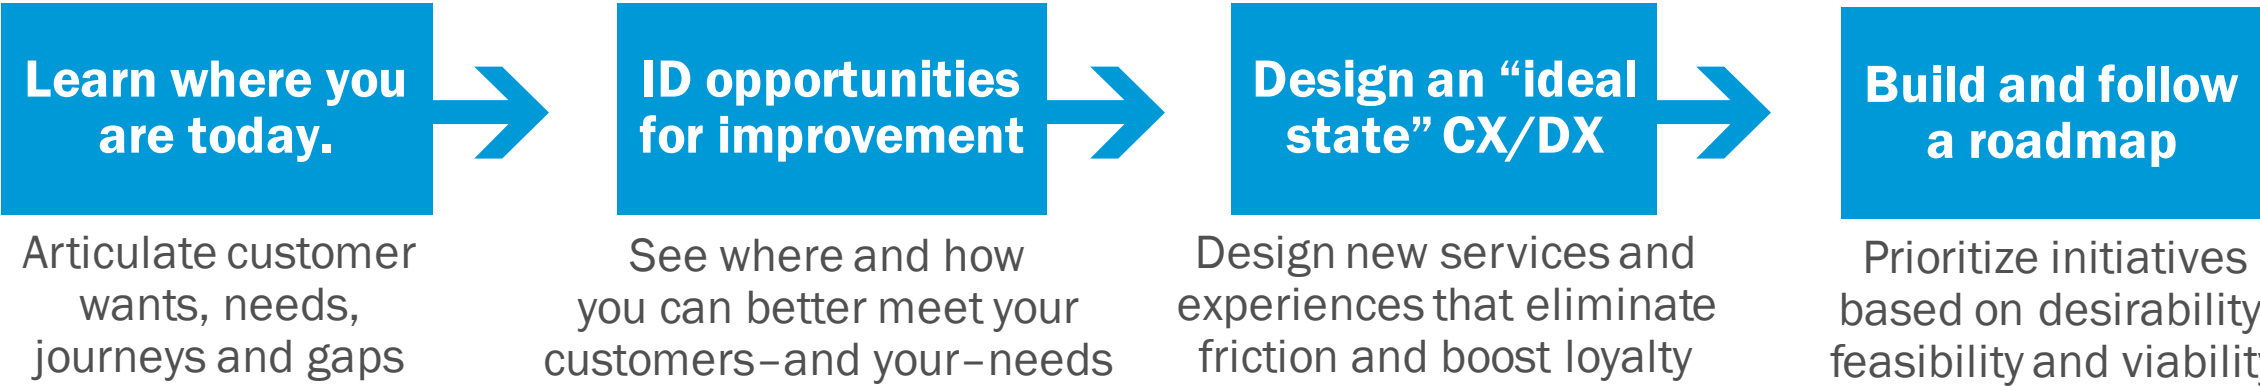 Learn where you
are today.
Articulate customer
wants, needs,
journeys and gaps
ID opportunities
for improvement
See where and how
you can better meet your
customers–and your–needs
Design an “ideal
state” CX/DX
Design new services and
experiences that eliminate
friction and boost loyalty
Build and follow
a roadmap
Prioritize initiatives
based on desirability
feasibility and viability